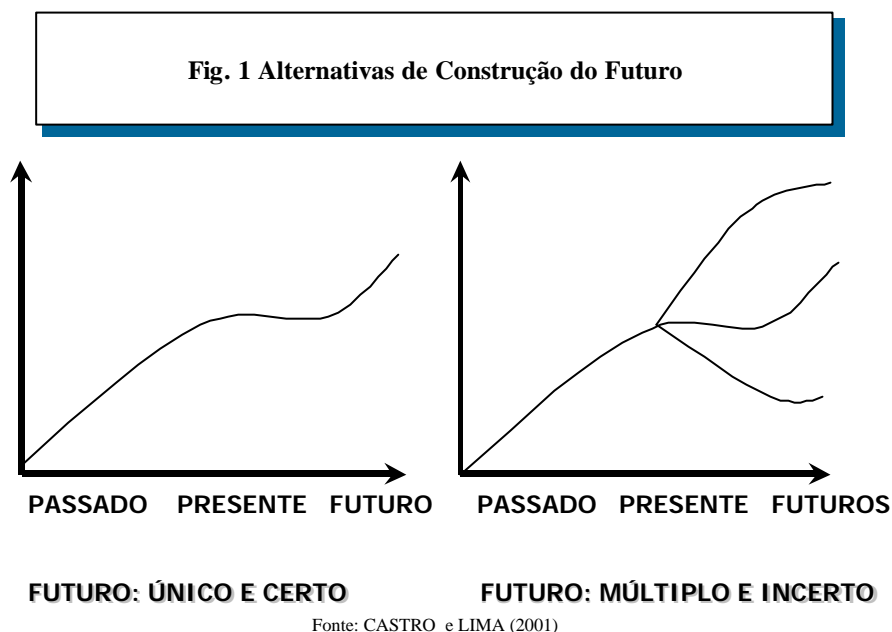 Fig. 1 Alternativas de Construção do Futuro
PASSADO PRESENTE FUTURO
PASSADO PRESENTE FUTUROS
FUTURO: ÚNICO E CERTO
FUTURO: MÚLTIPLO E INCERTO
Fonte: CASTRO e LIMA (2001)